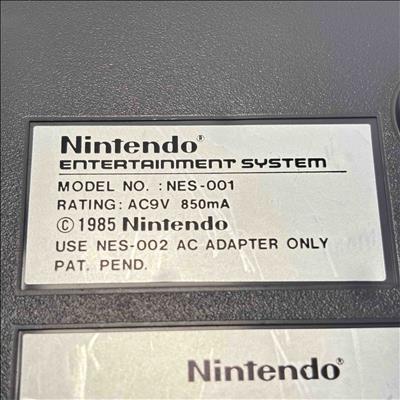 Nintendo®
ENTERTAINMENT SYSTEM
MODEL NO. : NES-001
RATING: AC9V 850mA
© 1985 Nintendo
USE NES-002 AC ADAPTER ONLY
PAT. PEND.
Nintendo®